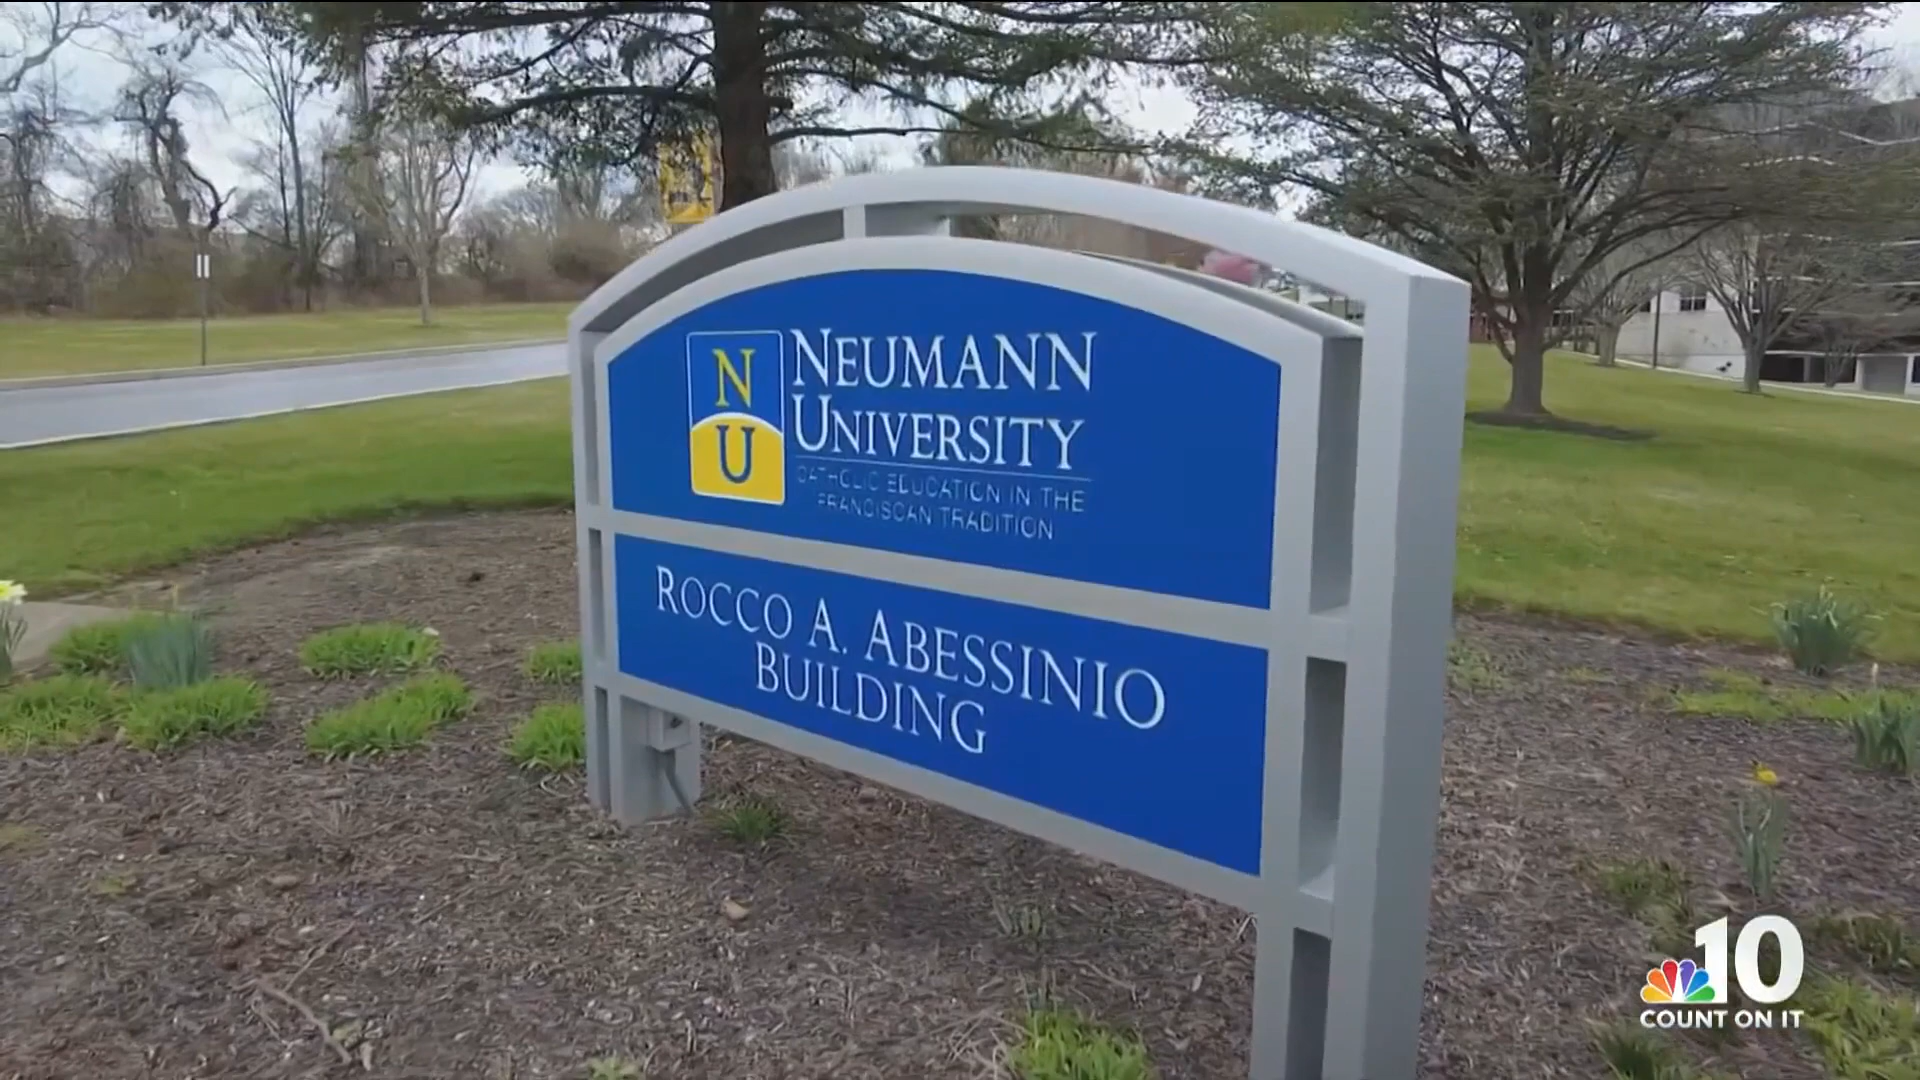 N
U
NEUMANN
UNIVERSITY
CATHOLIC EDUCATION IN THE
FRANCISCAN TRADITION
ROCCO A. ABESSINIO
BUILDING
10
COUNT ON IT